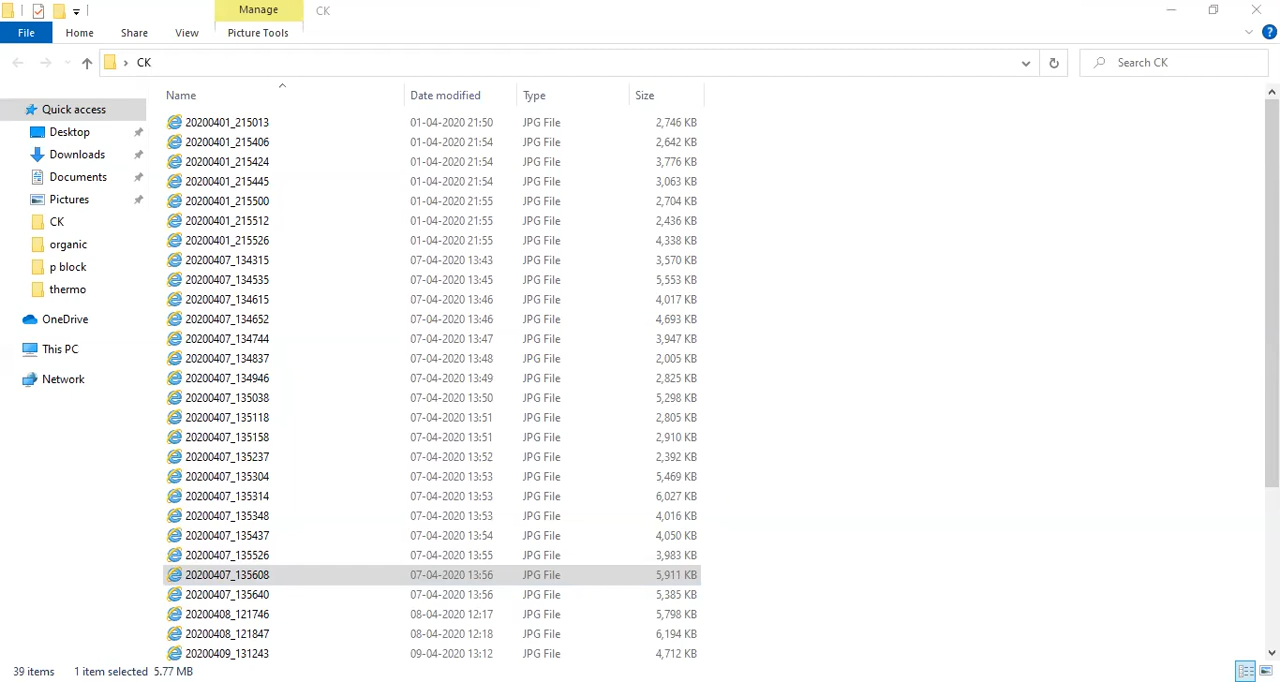 Manage CK
File Home Share View Picture Tools
CK Search CK
Name Date modified Type Size
Quick access
Desktop
Downloads
Documents
Pictures
CK
organic
p block
thermo
OneDrive
This PC
Network
20200401_215013 01-04-2020 21:50 JPG File 2,746 KB
20200401_215406 01-04-2020 21:54 JPG File 2,642 KB
20200401_215424 01-04-2020 21:54 JPG File 3,776 KB
20200401_215445 01-04-2020 21:54 JPG File 3,063 KB
20200401_215500 01-04-2020 21:55 JPG File 2,704 KB
20200401_215512 01-04-2020 21:55 JPG File 2,436 KB
20200401_215526 01-04-2020 21:55 JPG File 4,338 KB
20200407_134315 07-04-2020 13:43 JPG File 3,570 KB
20200407_134535 07-04-2020 13:45 JPG File 5,553 KB
20200407_134615 07-04-2020 13:46 JPG File 4,017 KB
20200407_134652 07-04-2020 13:46 JPG File 4,693 KB
20200407_134744 07-04-2020 13:47 JPG File 3,947 KB
20200407_134837 07-04-2020 13:48 JPG File 2,005 KB
20200407_134946 07-04-2020 13:49 JPG File 2,825 KB
20200407_135038 07-04-2020 13:50 JPG File 5,298 KB
20200407_135118 07-04-2020 13:51 JPG File 2,805 KB
20200407_135158 07-04-2020 13:51 JPG File 2,910 KB
20200407_135237 07-04-2020 13:52 JPG File 2,392 KB
20200407_135304 07-04-2020 13:53 JPG File 5,469 KB
20200407_135314 07-04-2020 13:53 JPG File 6,027 KB
20200407_135348 07-04-2020 13:53 JPG File 4,016 KB
20200407_135437 07-04-2020 13:54 JPG File 4,050 KB
20200407_135526 07-04-2020 13:55 JPG File 3,983 KB
20200407_135608 07-04-2020 13:56 JPG File 5,911 KB
20200407_135640 07-04-2020 13:56 JPG File 5,385 KB
20200408_121746 08-04-2020 12:17 JPG File 5,798 KB
20200408_121847 08-04-2020 12:18 JPG File 6,194 KB
20200409_131243 09-04-2020 13:12 JPG File 4,712 KB
39 items 1 item selected 5.77 MB